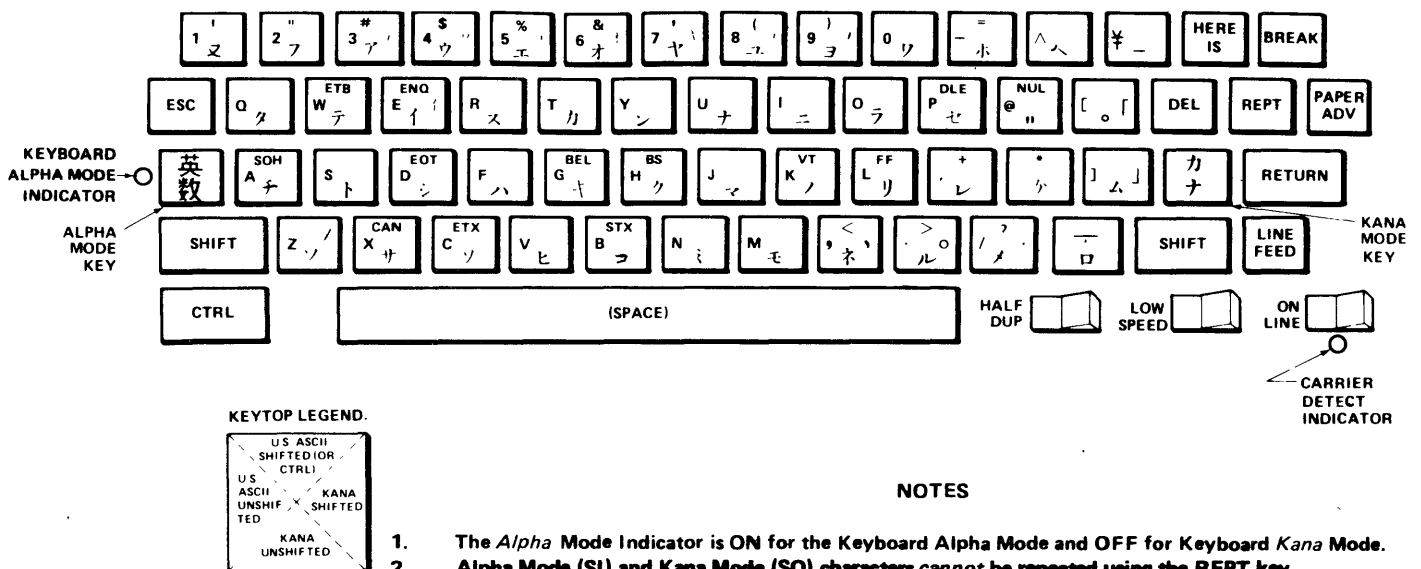 1 ! ヌ
2 " フ
3 # ア
4 $ ウ
5 % エ
6 & オ
7 ' ヤ
8 ( ユ
9 ) ヨ
0 ワ
- = ホ
^ ヘ
¥ _
HERE IS
BREAK
ESC
Q タ
ETB W テ
ENQ E イ
R ス
T カ
Y ン
U ナ
I ニ
O ラ
DLE P セ
NUL @ "
[ ° 「
DEL
REPT
PAPER ADV
KEYBOARD
ALPHA MODE
INDICATOR
英数
SOH A チ
S ト
EOT D シ
F ハ
BEL G キ
BS H ク
J マ
VT K ノ
FF L リ
+ レ
* ケ
] ム 」
カナ
RETURN
ALPHA
MODE
KEY
SHIFT
Z ソ /
CAN X サ
ETX C ソ
V ヒ
STX B コ
N ミ
M モ
, < ネ 、
. > ル 。
/ ? メ
ロ
SHIFT
LINE FEED
KANA
MODE
KEY
CTRL
(SPACE)
HALF
DUP
LOW
SPEED
ON
LINE
CARRIER
DETECT
INDICATOR
KEYTOP LEGEND.
US ASCII
SHIFTED (OR
CTRL)
US
ASCII
UNSHIF
TED
KANA
SHIFTED
KANA
UNSHIFTED
NOTES
1. The Alpha Mode Indicator is ON for the Keyboard Alpha Mode and OFF for Keyboard Kana Mode.
2. Alpha Mode (SI) and Kana Mode (SO) characters cannot be repeated using the REPT key.